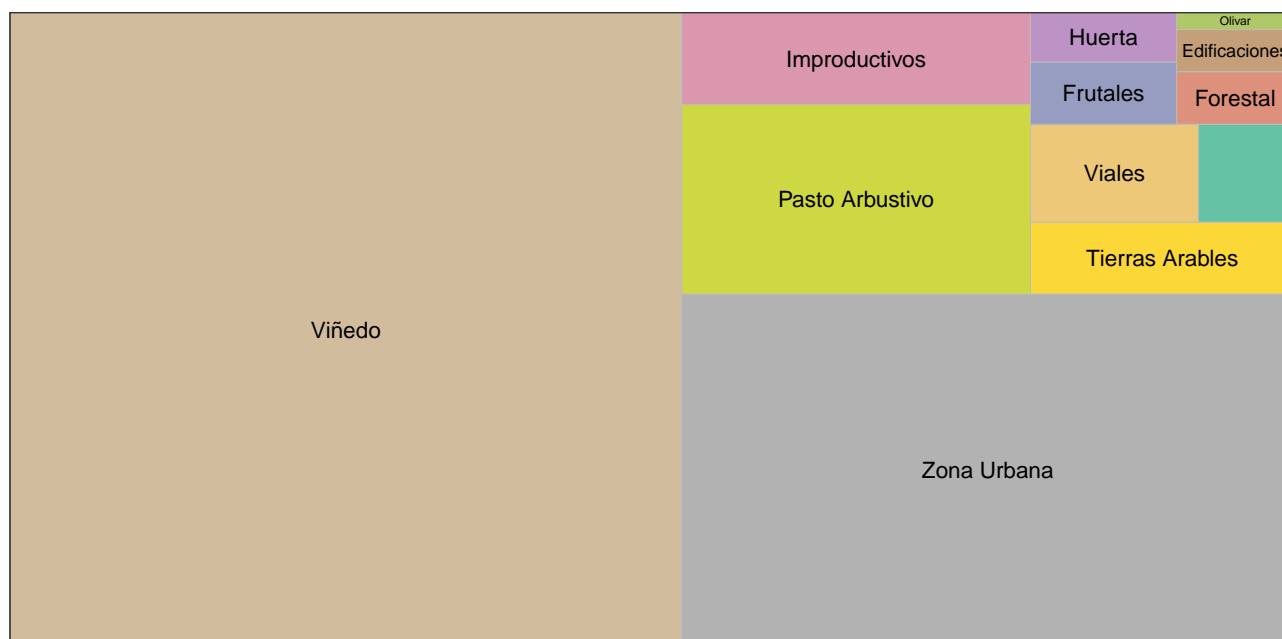 Viñedo
Improductivos
Pasto Arbustivo
Huerta
Frutales
Olivar
Edificaciones
Forestal
Viales
Tierras Arables
Zona Urbana